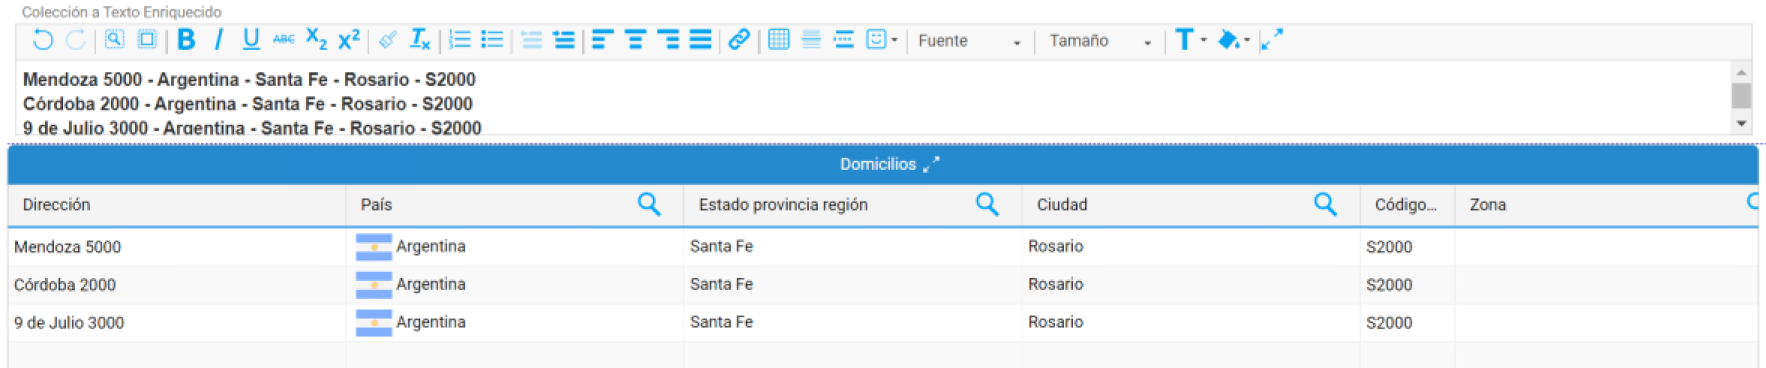 Colección a Texto Enriquecido
B I U ABC X2 X² Tx Fuente Tamaño T
Mendoza 5000 - Argentina - Santa Fe - Rosario - S2000
Córdoba 2000 - Argentina - Santa Fe - Rosario - S2000
9 de Julio 3000 - Argentina - Santa Fe - Rosario - S2000
Domicilios
Dirección País Estado provincia región Ciudad Código... Zona
Mendoza 5000 Argentina Santa Fe Rosario S2000
Córdoba 2000 Argentina Santa Fe Rosario S2000
9 de Julio 3000 Argentina Santa Fe Rosario S2000